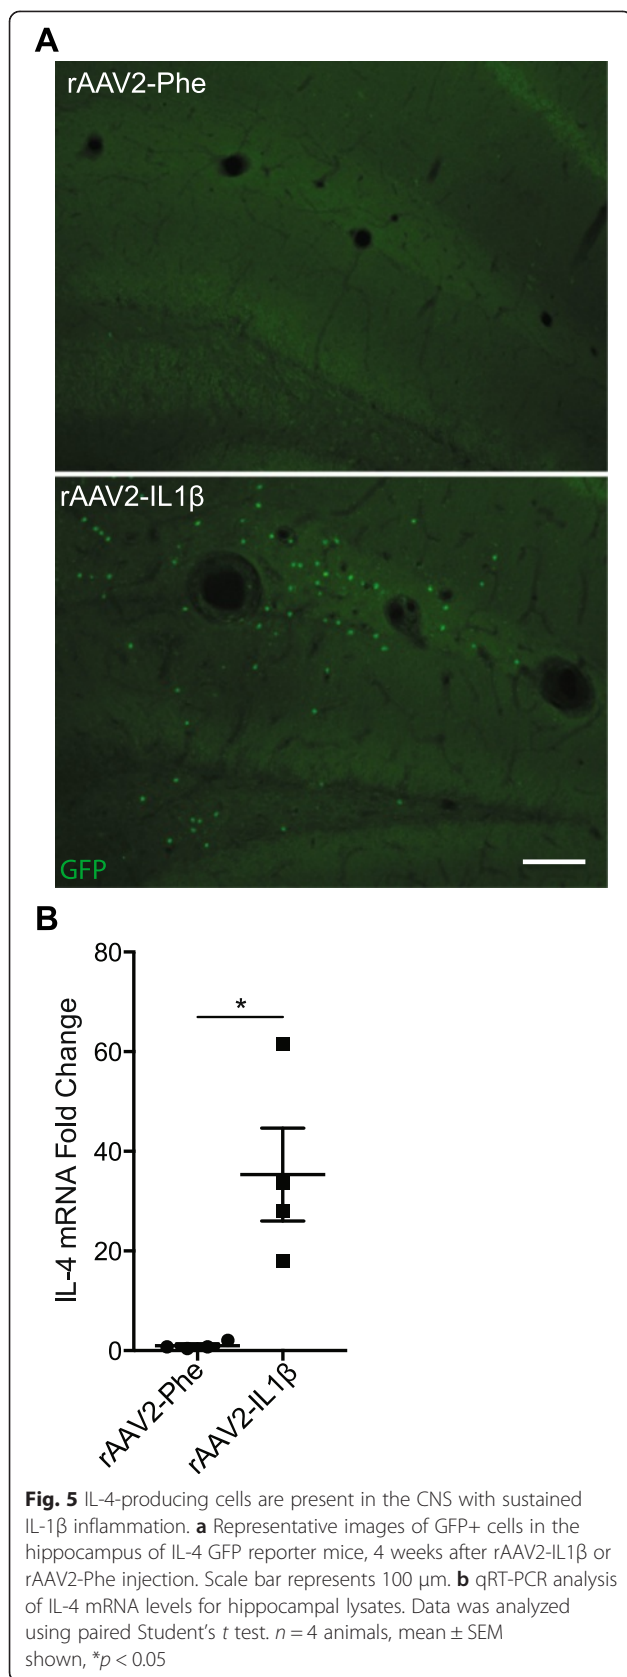 A
rAAV2-Phe
rAAV2-IL1β
GFP
B
80
60
40
20
0
IL-4 mRNA Fold Change
*
rAAV2-Phe
rAAV2-IL1β
Fig. 5 IL-4-producing cells are present in the CNS with sustained
IL-1β inflammation. a Representative images of GFP+ cells in the
hippocampus of IL-4 GFP reporter mice, 4 weeks after rAAV2-IL1β or
rAAV2-Phe injection. Scale bar represents 100 μm. b qRT-PCR analysis
of IL-4 mRNA levels for hippocampal lysates. Data was analyzed
using paired Student’s t test. n = 4 animals, mean ± SEM
shown, *p < 0.05